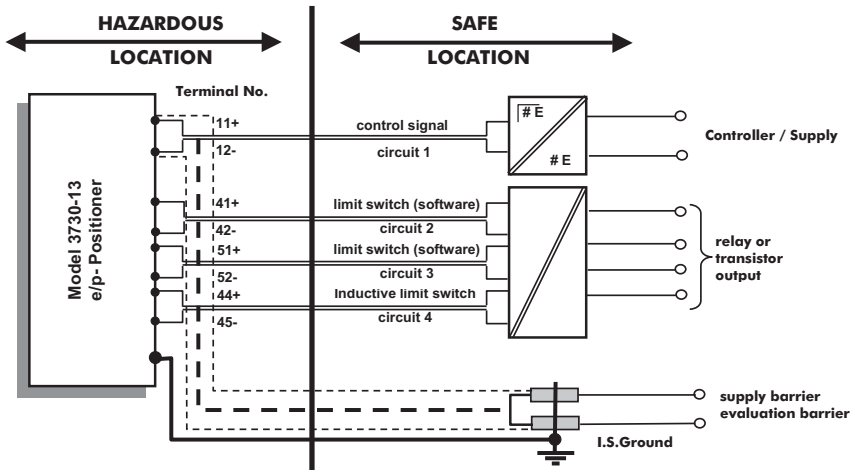 HAZARDOUS
LOCATION
SAFE
LOCATION
Terminal No.
Model 3730-13
e/p- Positioner
11+
12-
41+
42-
51+
52-
44+
45-
control signal
circuit 1
limit switch (software)
circuit 2
limit switch (software)
circuit 3
Inductive limit switch
circuit 4
# E
# E
Controller / Supply
relay or
transistor
output
supply barrier
evaluation barrier
I.S.Ground